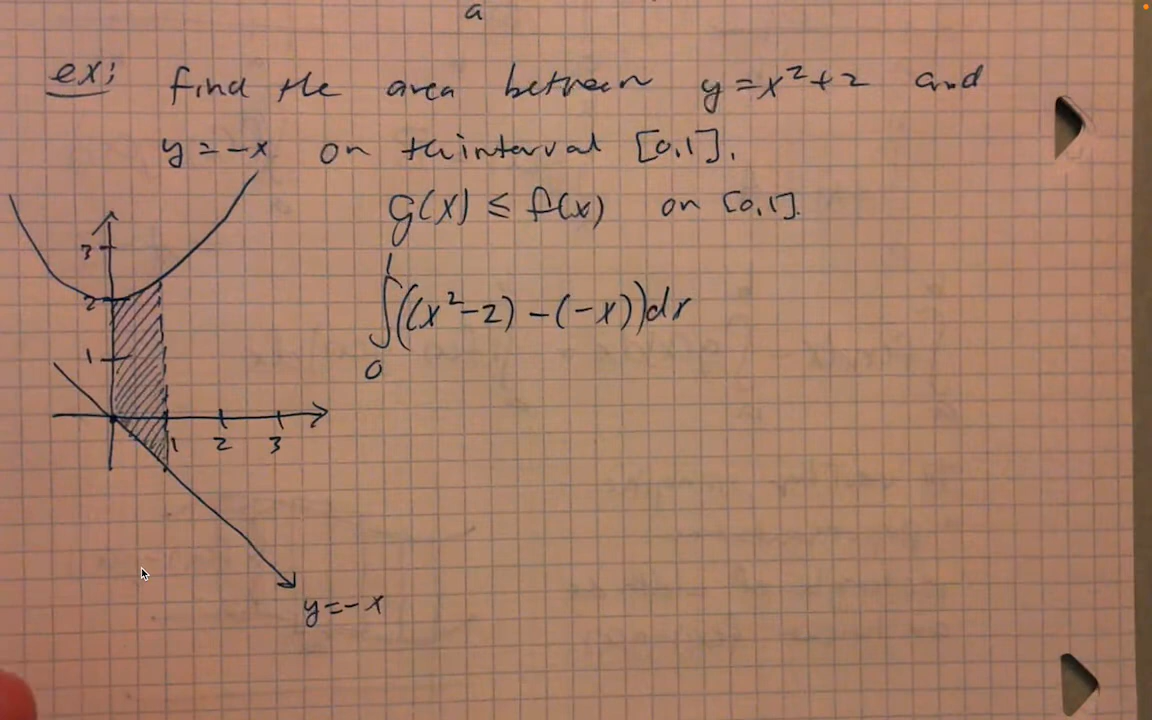 a
ex: find the area between y = x² + 2 and
y = -x on th interval [0,1].
g(x) ≤ f(x) on [0,1].
1
∫((x² - 2) - (-x))dx
0
3
2
1
1 2 3
y = -x